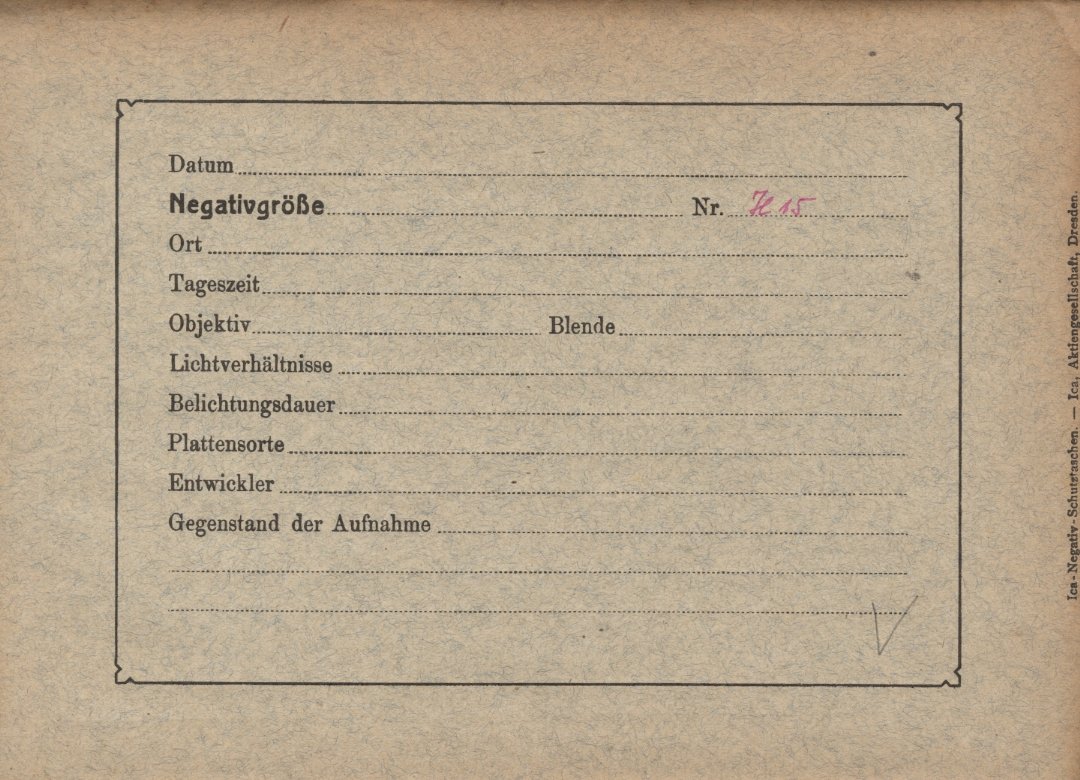 Datum
Negativgröße Nr. H 15
Ort
Tageszeit
Objektiv Blende
Lichtverhältnisse
Belichtungsdauer
Plattensorte
Entwickler
Gegenstand der Aufnahme
Ica-Negativ-Schutztaschen. — Ica, Aktiengesellschaft, Dresden.